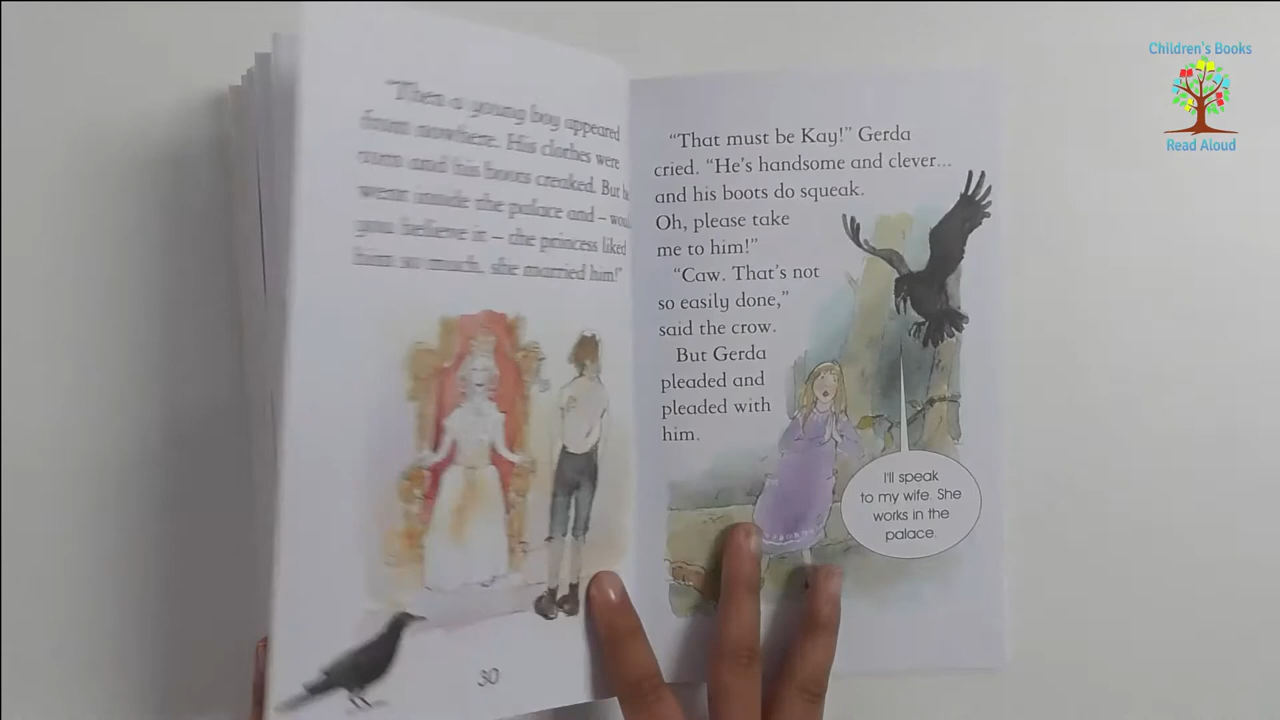 "Then a young boy appeared
from nowhere. His clothes were
torn and his boots creaked. But he
went inside the palace and – would
you believe it – the princess liked
him so much, she married him!"
30
"That must be Kay!" Gerda
cried. "He's handsome and clever...
and his boots do squeak.
Oh, please take
me to him!"
"Caw. That's not
so easily done,"
said the crow.
But Gerda
pleaded and
pleaded with
him.
I'll speak
to my wife. She
works in the
palace.
Children's Books
Read Aloud